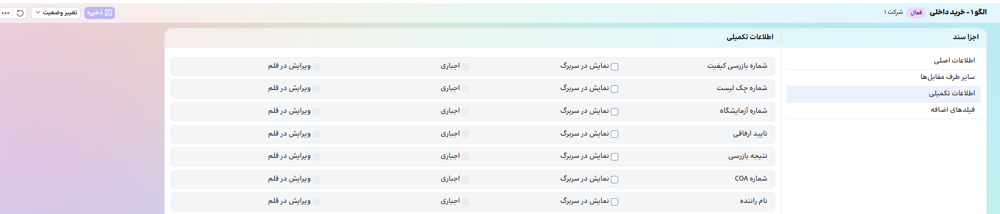 الگو ۱ - خرید داخلی فعال شرکت ۱ ذخیره تغییر وضعیت
اجزا سند
اطلاعات اصلی
سایر طرف مقابل‌ها
اطلاعات تکمیلی
فیلدهای اضافه
اطلاعات تکمیلی
شماره بازرسی کیفیت نمایش در سربرگ اجباری ویرایش در قلم
شماره چک لیست نمایش در سربرگ اجباری ویرایش در قلم
شماره آزمایشگاه نمایش در سربرگ اجباری ویرایش در قلم
تایید ارفاقی نمایش در سربرگ اجباری ویرایش در قلم
نتیجه بازرسی نمایش در سربرگ اجباری ویرایش در قلم
شماره COA نمایش در سربرگ اجباری ویرایش در قلم
نام راننده نمایش در سربرگ اجباری ویرایش در قلم